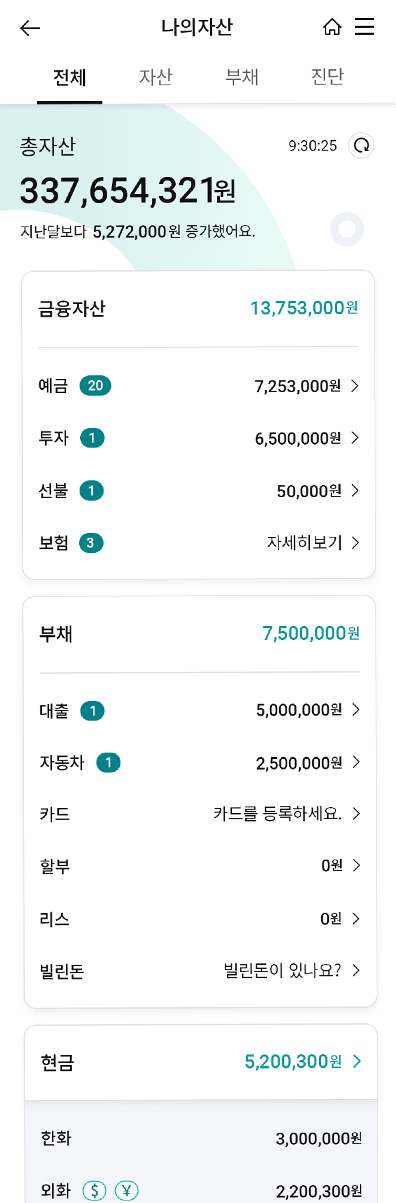 나의자산
전체 자산 부채 진단
총자산 9:30:25
337,654,321원
지난달보다 5,272,000원 증가했어요.
금융자산 13,753,000원
예금 20 7,253,000원
투자 1 6,500,000원
선불 1 50,000원
보험 3 자세히보기
부채 7,500,000원
대출 1 5,000,000원
자동차 1 2,500,000원
카드 카드를 등록하세요.
할부 0원
리스 0원
빌린돈 빌린돈이 있나요?
현금 5,200,300원
한화 3,000,000원
외화 $ ¥ 2,200,300원